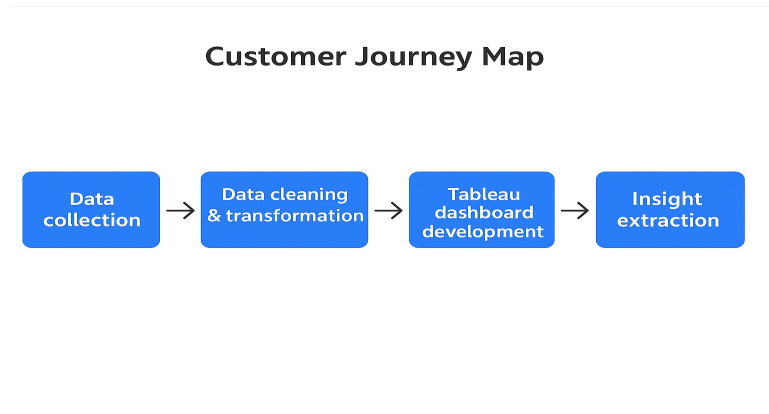 Customer Journey Map
Data
collection
Data cleaning
& transformation
Tableau
dashboard
development
Insight
extraction